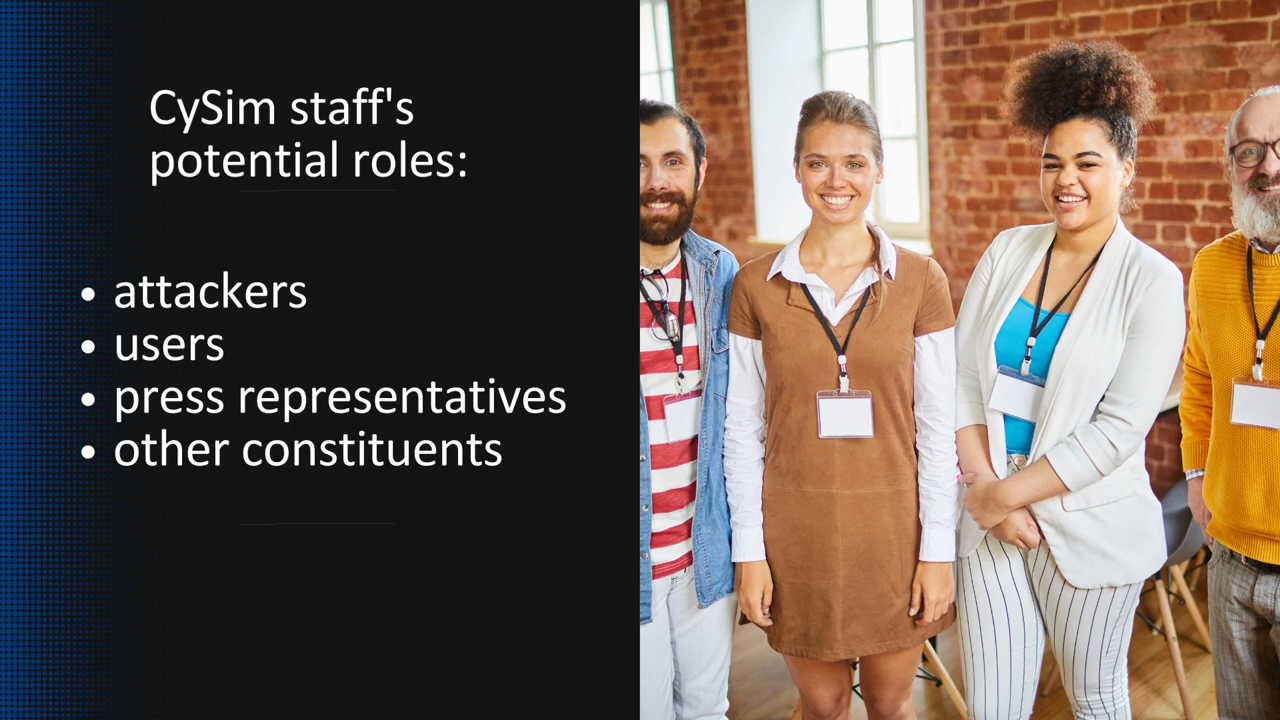 CySim staff's
potential roles:
• attackers
• users
• press representatives
• other constituents